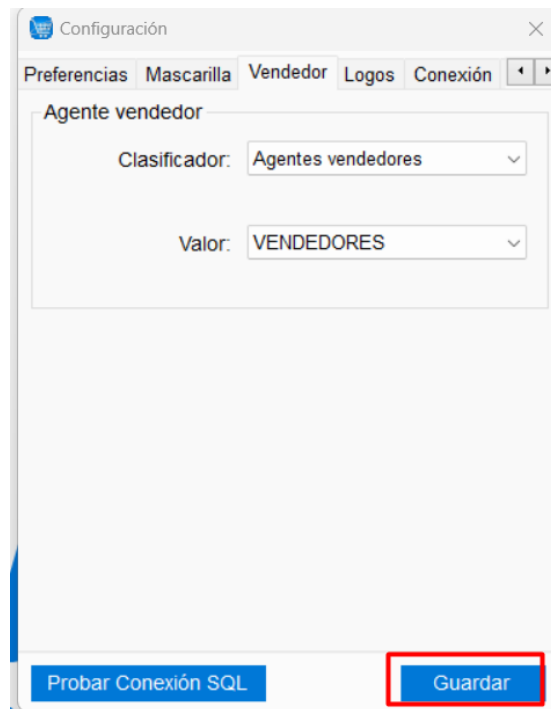 Configuración
Preferencias Mascarilla Vendedor Logos Conexión
Agente vendedor
Clasificador: Agentes vendedores
Valor: VENDEDORES
Probar Conexión SQL Guardar